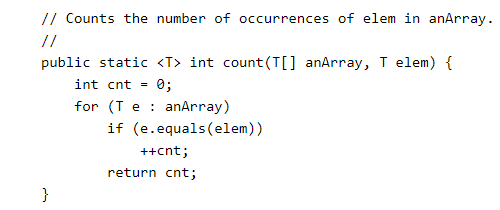 // Counts the number of occurrences of elem in anArray.
//
public static <T> int count(T[] anArray, T elem) {
    int cnt = 0;
    for (T e : anArray)
        if (e.equals(elem))
            ++cnt;
        return cnt;
}